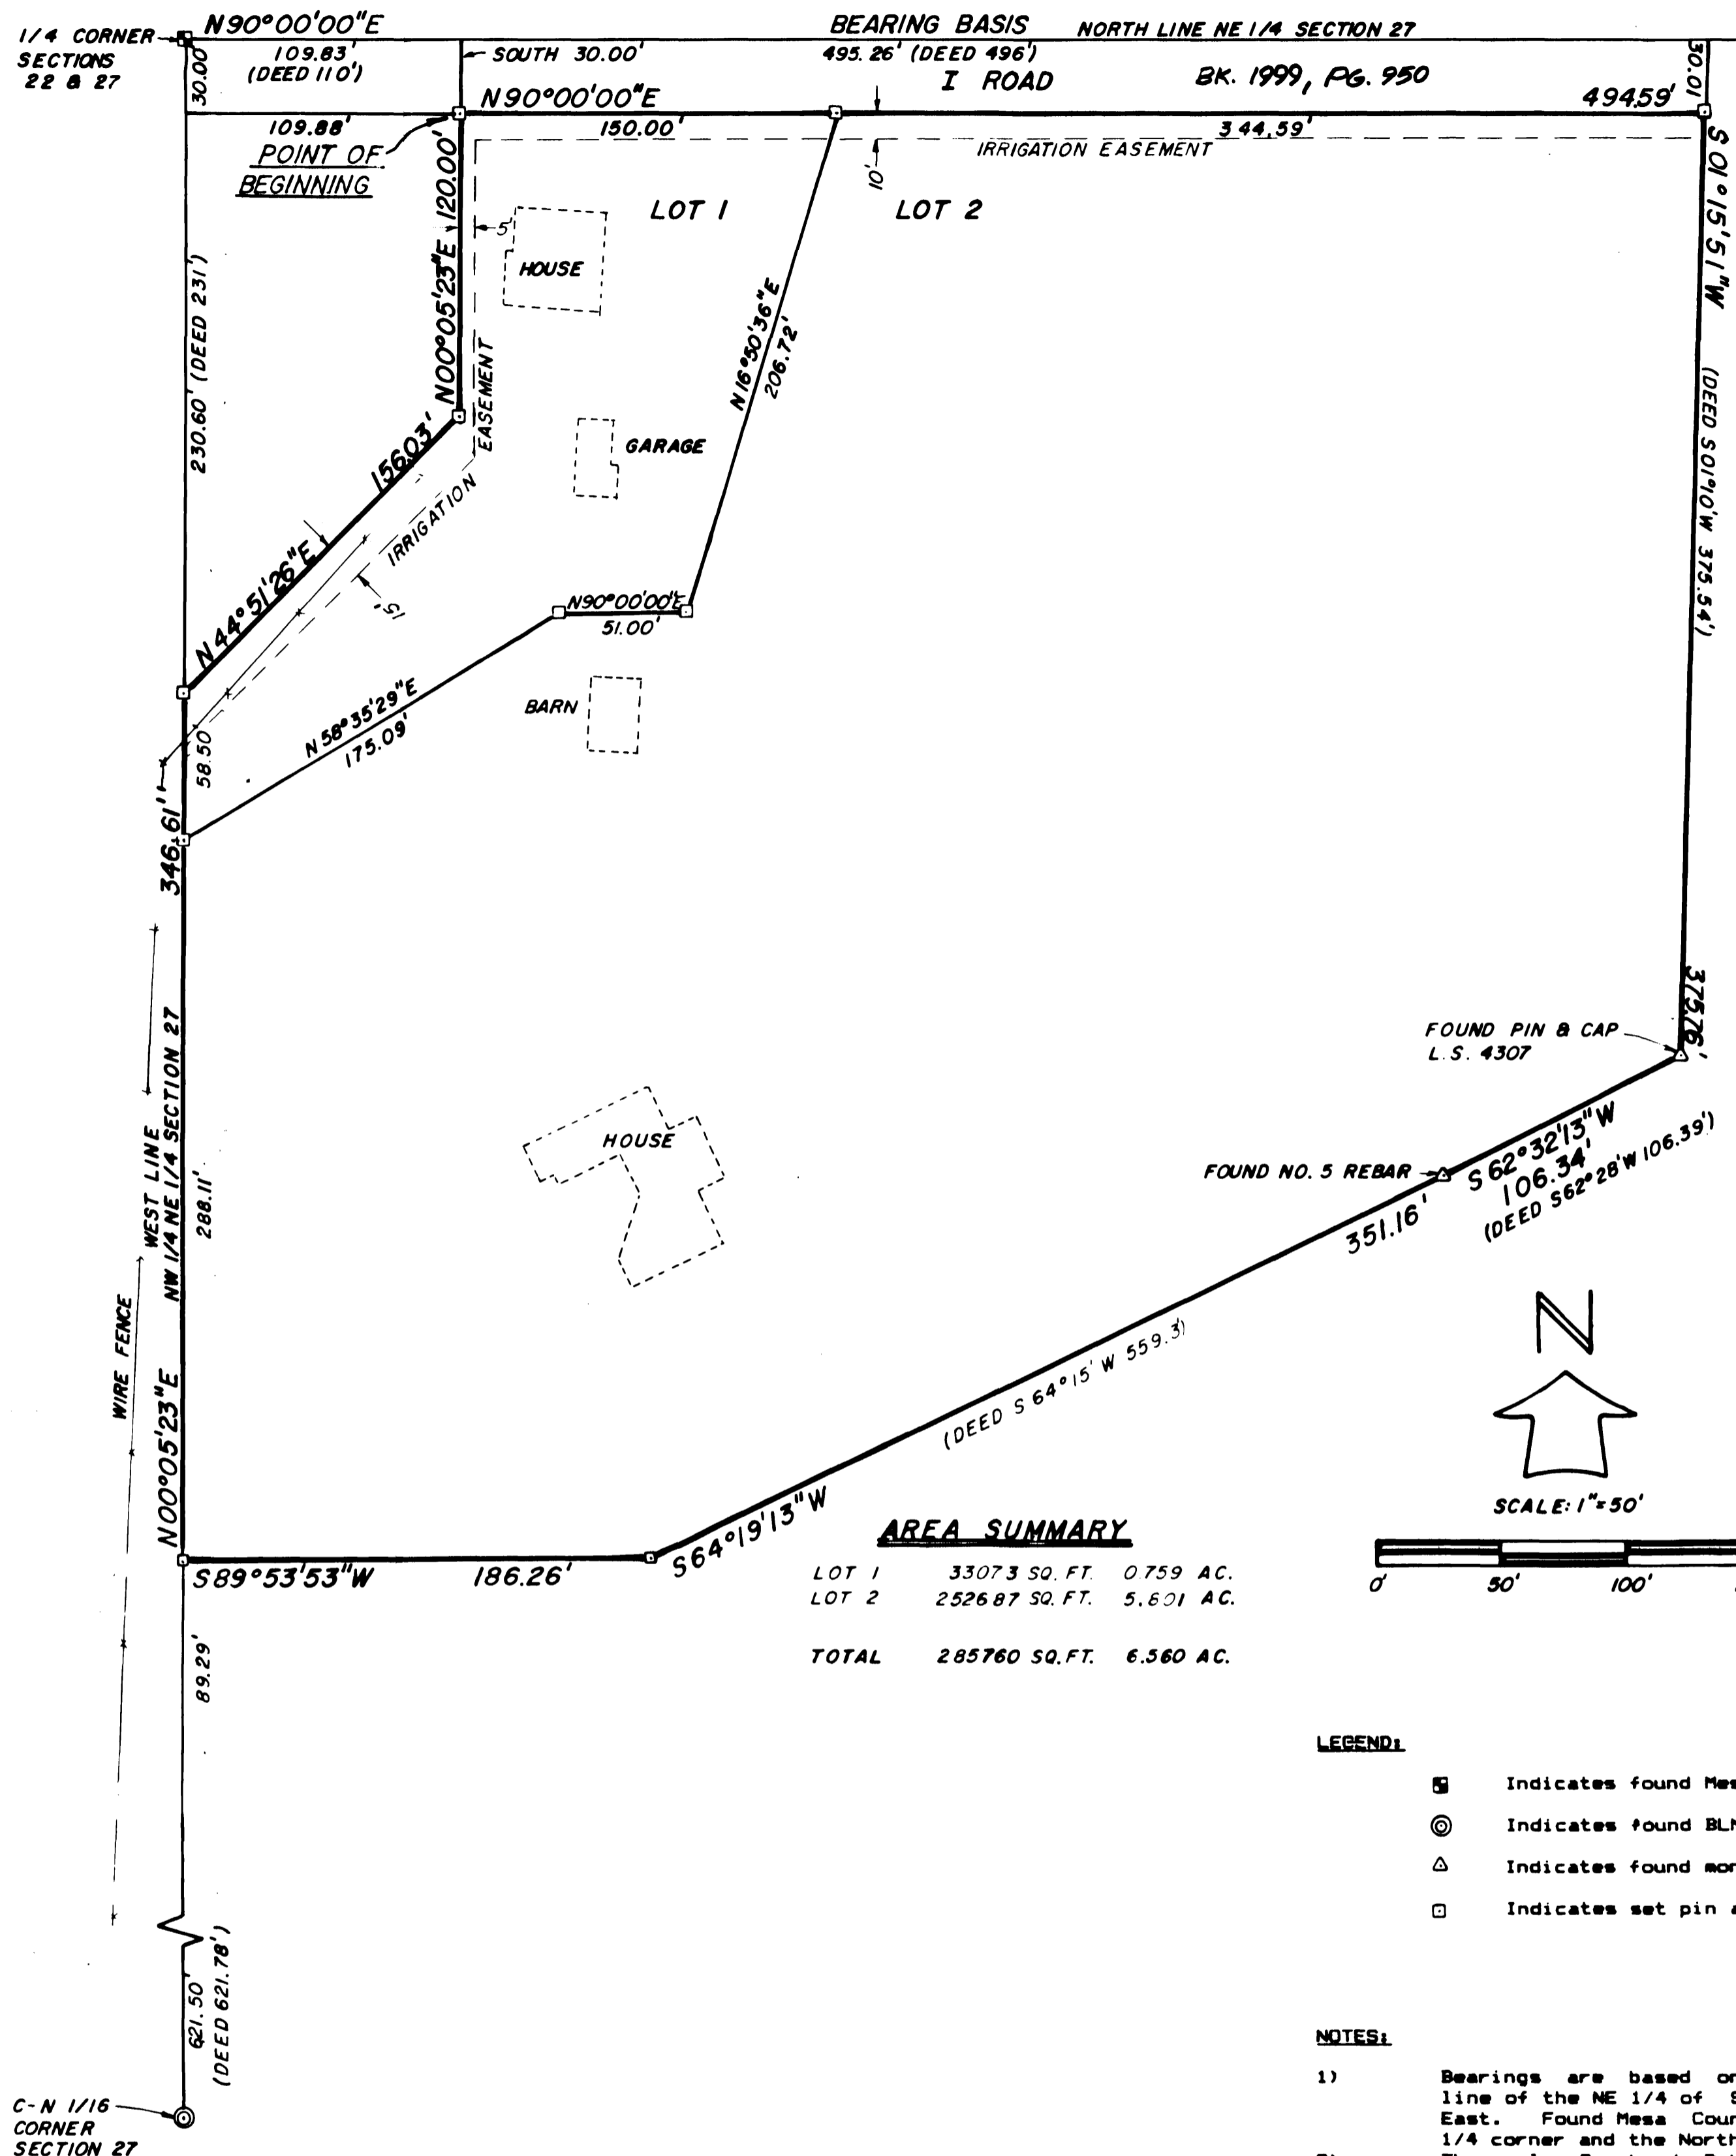 N90°00'00"E
BEARING BASIS
NORTH LINE NE 1/4 SECTION 27
1/4 CORNER
SECTIONS
22 & 27
30.00'
109.83'
(DEED 110')
SOUTH 30.00'
495.26' (DEED 496')
I ROAD
BK. 1999, PG. 950
30.01
N90°00'00"E
494.59'
109.88'
150.00'
344.59'
POINT OF
BEGINNING
IRRIGATION EASEMENT
10'
LOT 1
LOT 2
N00°05'23"E 120.00'
5'
HOUSE
S01°15'51"W
(DEED S01°10'W 375.54')
375.76'
230.60' (DEED 231')
EASEMENT
IRRIGATION
N16°50'36"E
206.72'
GARAGE
156.03'
N44°51'26"E
15'
N90°00'00"E
51.00'
BARN
N58°35'29"E
175.09'
58.50'
346.61'
WEST LINE
NW 1/4 NE 1/4 SECTION 27
288.11'
WIRE FENCE
N00°05'23"E
FOUND PIN & CAP
L.S. 4307
HOUSE
FOUND NO. 5 REBAR
S62°32'13"W
106.34'
(DEED S62°28'W 106.39')
351.16'
(DEED S 64°15' W 559.3')
S64°19'13"W
N
SCALE: 1"=50'
0' 50' 100'
S89°53'53"W 186.26'
AREA SUMMARY
LOT 1 33073 SQ. FT. 0.759 AC.
LOT 2 252687 SQ. FT. 5.801 AC.
TOTAL 285760 SQ. FT. 6.560 AC.
89.29'
LEGEND:
Indicates found Mes
Indicates found BLM
Indicates found mon
Indicates set pin a
621.50'
(DEED 621.78')
C-N 1/16
CORNER
SECTION 27
NOTES:
1) Bearings are based on
line of the NE 1/4 of S
East. Found Mesa Coun
1/4 corner and the North